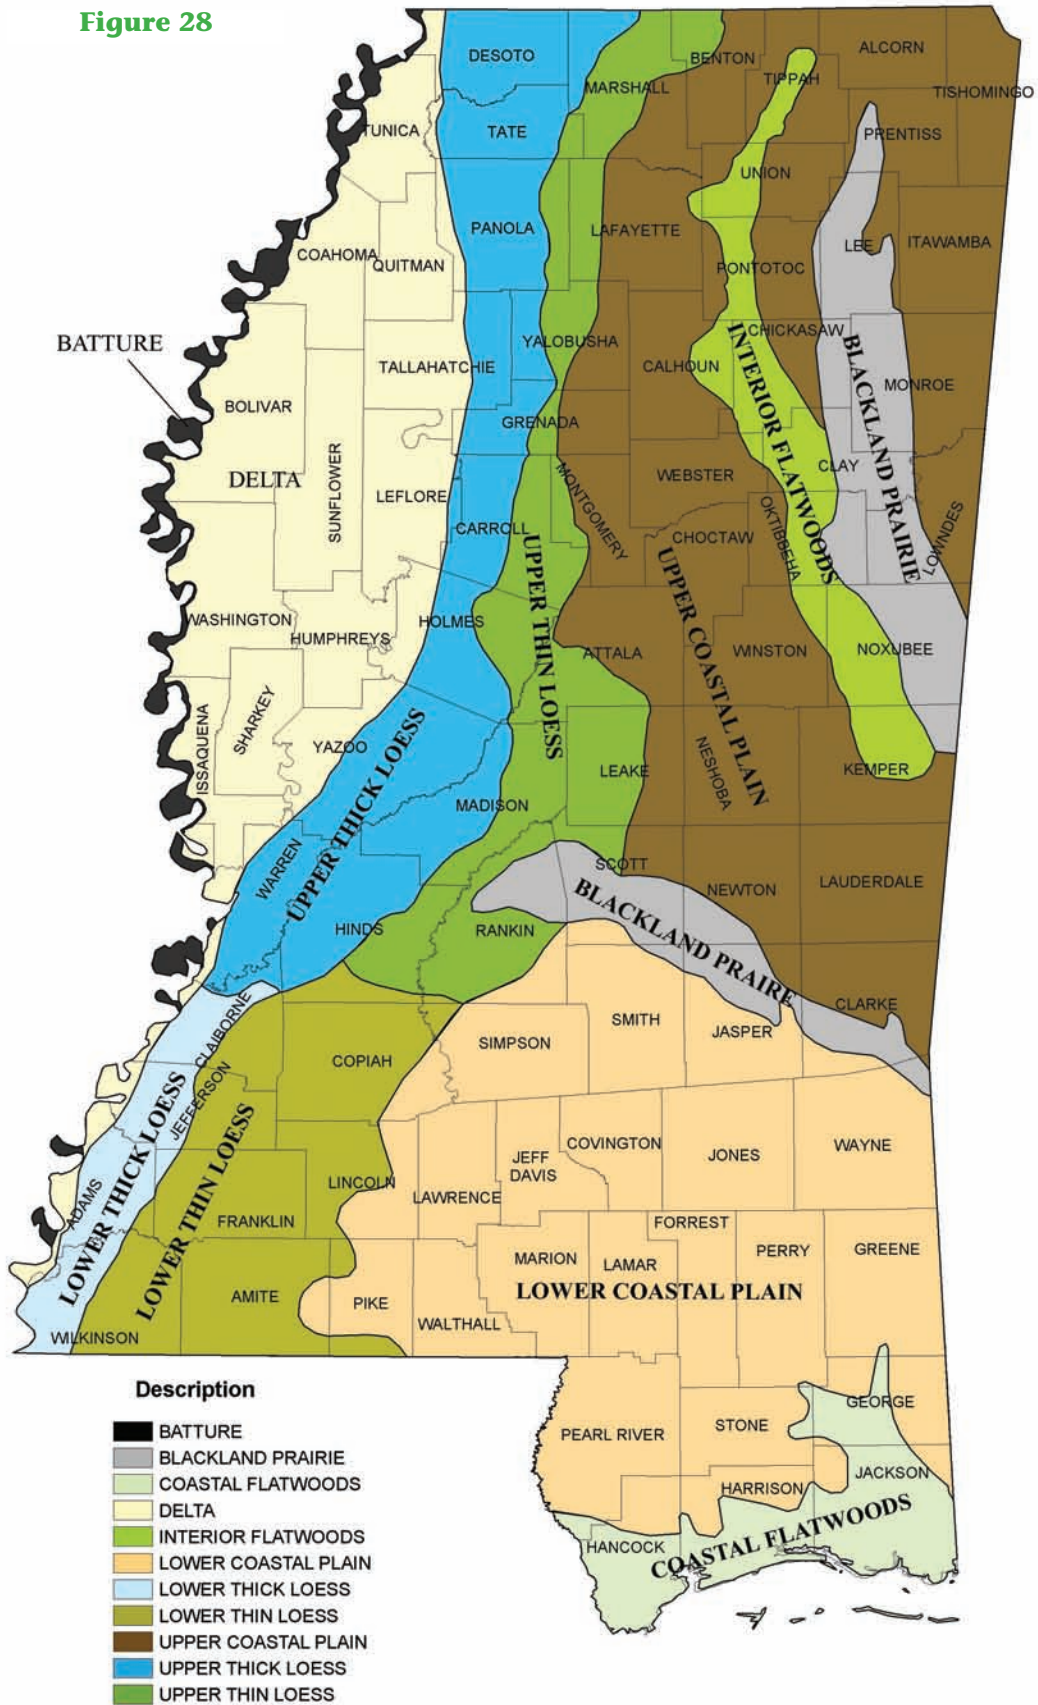 Figure 28
DESOTO
BENTON
ALCORN
TIPPAH
MARSHALL
TISHOMINGO
TUNICA
TATE
PRENTISS
UNION
PANOLA
LAFAYETTE
LEE
ITAWAMBA
COAHOMA
QUITMAN
PONTOTOC
BATTURE
YALOBUSHA
CHICKASAW
TALLAHATCHIE
CALHOUN
MONROE
INTERIOR FLATWOODS
BLACKLAND PRAIRIE
BOLIVAR
GRENADA
DELTA
SUNFLOWER
LEFLORE
MONTGOMERY
WEBSTER
CLAY
CARROLL
CHOCTAW
OKTIBBEHA
LOWNDES
UPPER THIN LOESS
UPPER COASTAL PLAIN
WASHINGTON
HUMPHREYS
HOLMES
ATTALA
WINSTON
NOXUBEE
ISSAQUENA
SHARKEY
YAZOO
UPPER THICK LOESS
LEAKE
NESHOBA
KEMPER
MADISON
WARREN
SCOTT
NEWTON
LAUDERDALE
HINDS
RANKIN
BLACKLAND PRAIRE
CLAIBORNE
CLARKE
COPIAH
SIMPSON
SMITH
JASPER
JEFFERSON
LOWER THICK LOESS
LOWER THIN LOESS
JEFF
DAVIS
COVINGTON
JONES
WAYNE
ADAMS
LINCOLN
LAWRENCE
FRANKLIN
FORREST
MARION
LAMAR
PERRY
GREENE
LOWER COASTAL PLAIN
AMITE
PIKE
WALTHALL
WILKINSON
GEORGE
PEARL RIVER
STONE
JACKSON
HARRISON
HANCOCK
COASTAL FLATWOODS
Description
BATTURE
BLACKLAND PRAIRIE
COASTAL FLATWOODS
DELTA
INTERIOR FLATWOODS
LOWER COASTAL PLAIN
LOWER THICK LOESS
LOWER THIN LOESS
UPPER COASTAL PLAIN
UPPER THICK LOESS
UPPER THIN LOESS